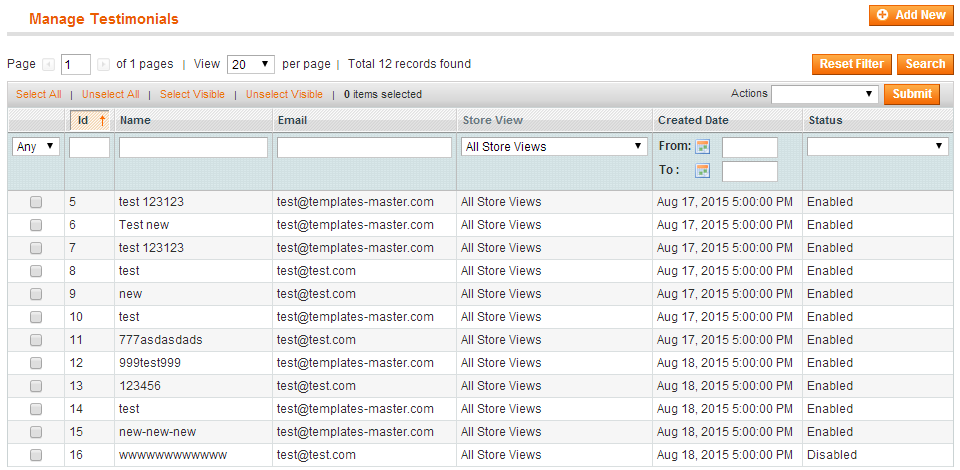 Manage Testimonials
Add New
Page 1 of 1 pages | View 20 per page | Total 12 records found
Reset Filter Search
Select All | Unselect All | Select Visible | Unselect Visible | 0 items selected
Actions Submit
Id ↑ Name Email Store View Created Date Status
Any All Store Views From:
To :
5 test 123123 test@templates-master.com All Store Views Aug 17, 2015 5:00:00 PM Enabled
6 Test new test@templates-master.com All Store Views Aug 17, 2015 5:00:00 PM Enabled
7 test 123123 test@templates-master.com All Store Views Aug 17, 2015 5:00:00 PM Enabled
8 test test@test.com All Store Views Aug 17, 2015 5:00:00 PM Enabled
9 new test@test.com All Store Views Aug 17, 2015 5:00:00 PM Enabled
10 test test@templates-master.com All Store Views Aug 17, 2015 5:00:00 PM Enabled
11 777asdasdads test@test.com All Store Views Aug 17, 2015 5:00:00 PM Enabled
12 999test999 test@templates-master.com All Store Views Aug 18, 2015 5:00:00 PM Enabled
13 123456 test@test.com All Store Views Aug 18, 2015 5:00:00 PM Enabled
14 test test@templates-master.com All Store Views Aug 18, 2015 5:00:00 PM Enabled
15 new-new-new test@templates-master.com All Store Views Aug 18, 2015 5:00:00 PM Enabled
16 wwwwwwwwwwww test@test.com All Store Views Aug 18, 2015 5:00:00 PM Disabled